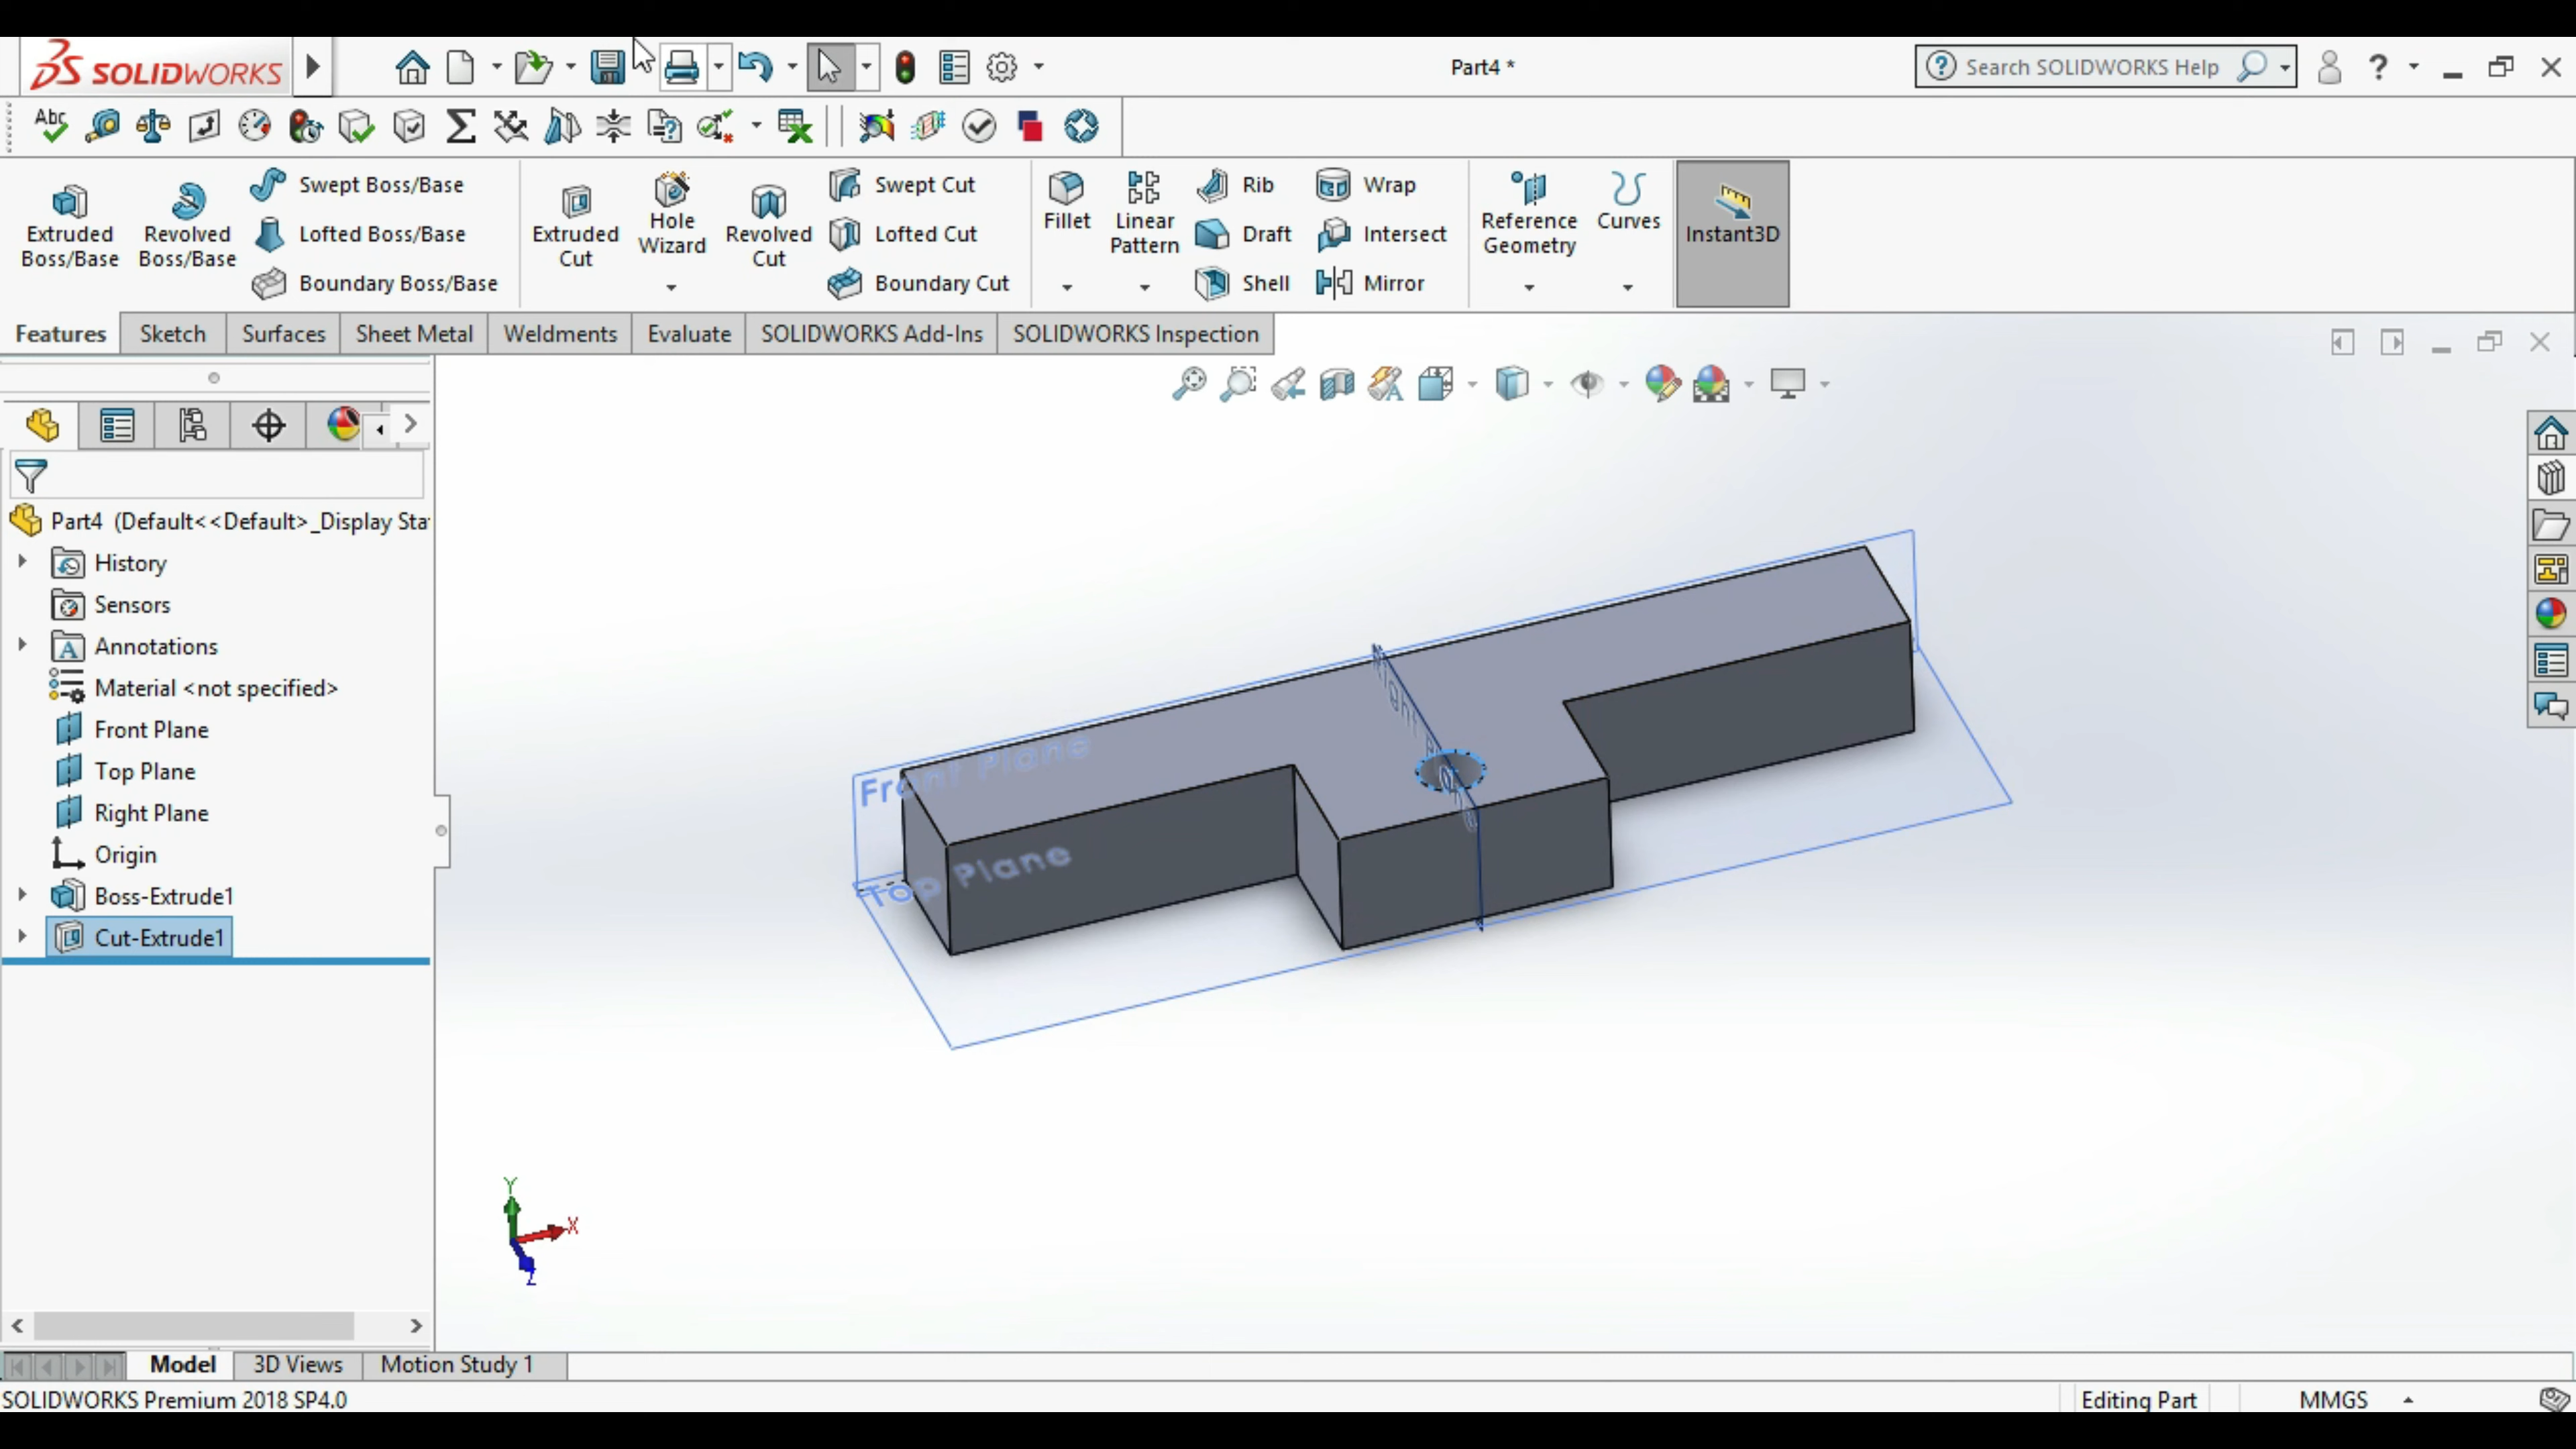 SOLIDWORKS
Part4 *
Search SOLIDWORKS Help
Abc
Extruded Boss/Base
Revolved Boss/Base
Swept Boss/Base
Lofted Boss/Base
Boundary Boss/Base
Extruded Cut
Hole Wizard
Revolved Cut
Swept Cut
Lofted Cut
Boundary Cut
Fillet
Linear Pattern
Rib
Draft
Shell
Wrap
Intersect
Mirror
Reference Geometry
Curves
Instant3D
Features
Sketch
Surfaces
Sheet Metal
Weldments
Evaluate
SOLIDWORKS Add-Ins
SOLIDWORKS Inspection
Part4 (Default<<Default>_Display Sta
History
Sensors
Annotations
Material <not specified>
Front Plane
Top Plane
Right Plane
Origin
Boss-Extrude1
Cut-Extrude1
Front Plane
Top Plane
Y
X
Z
Model
3D Views
Motion Study 1
SOLIDWORKS Premium 2018 SP4.0
Editing Part
MMGS